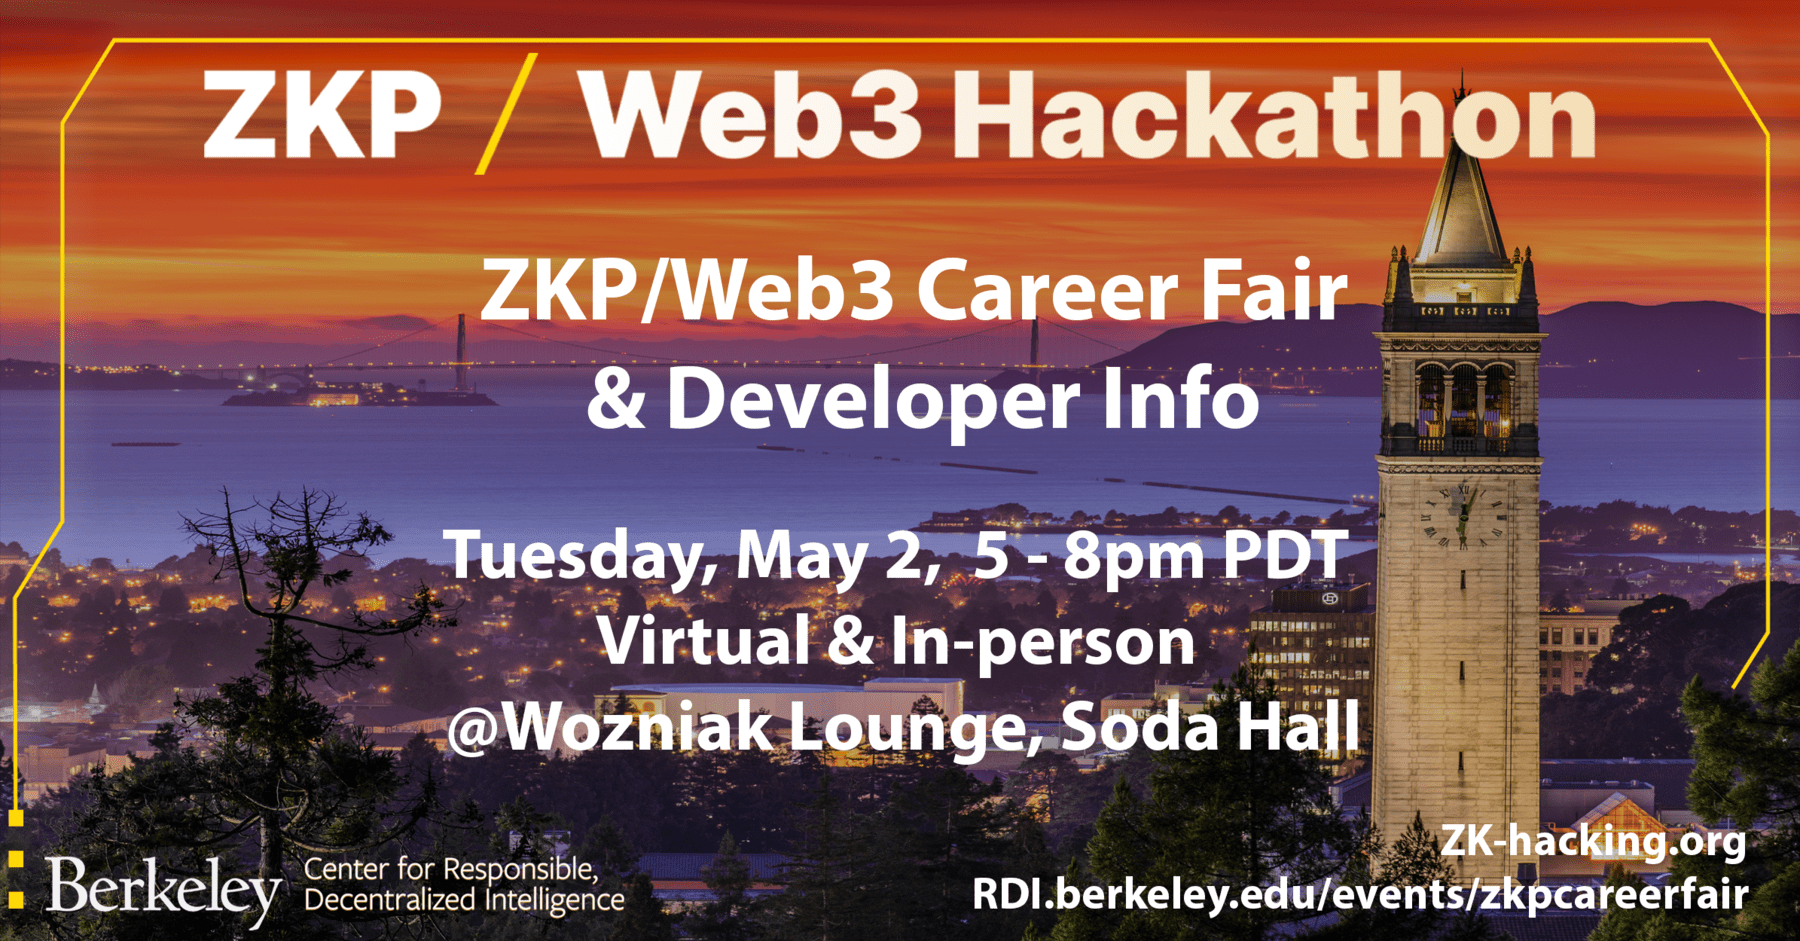 ZKP / Web3 Hackathon
ZKP/Web3 Career Fair
& Developer Info
Tuesday, May 2, 5 - 8pm PDT
Virtual & In-person
@Wozniak Lounge, Soda Hall
ZK-hacking.org
RDI.berkeley.edu/events/zkpcareerfair
Berkeley
Center for Responsible,
Decentralized Intelligence